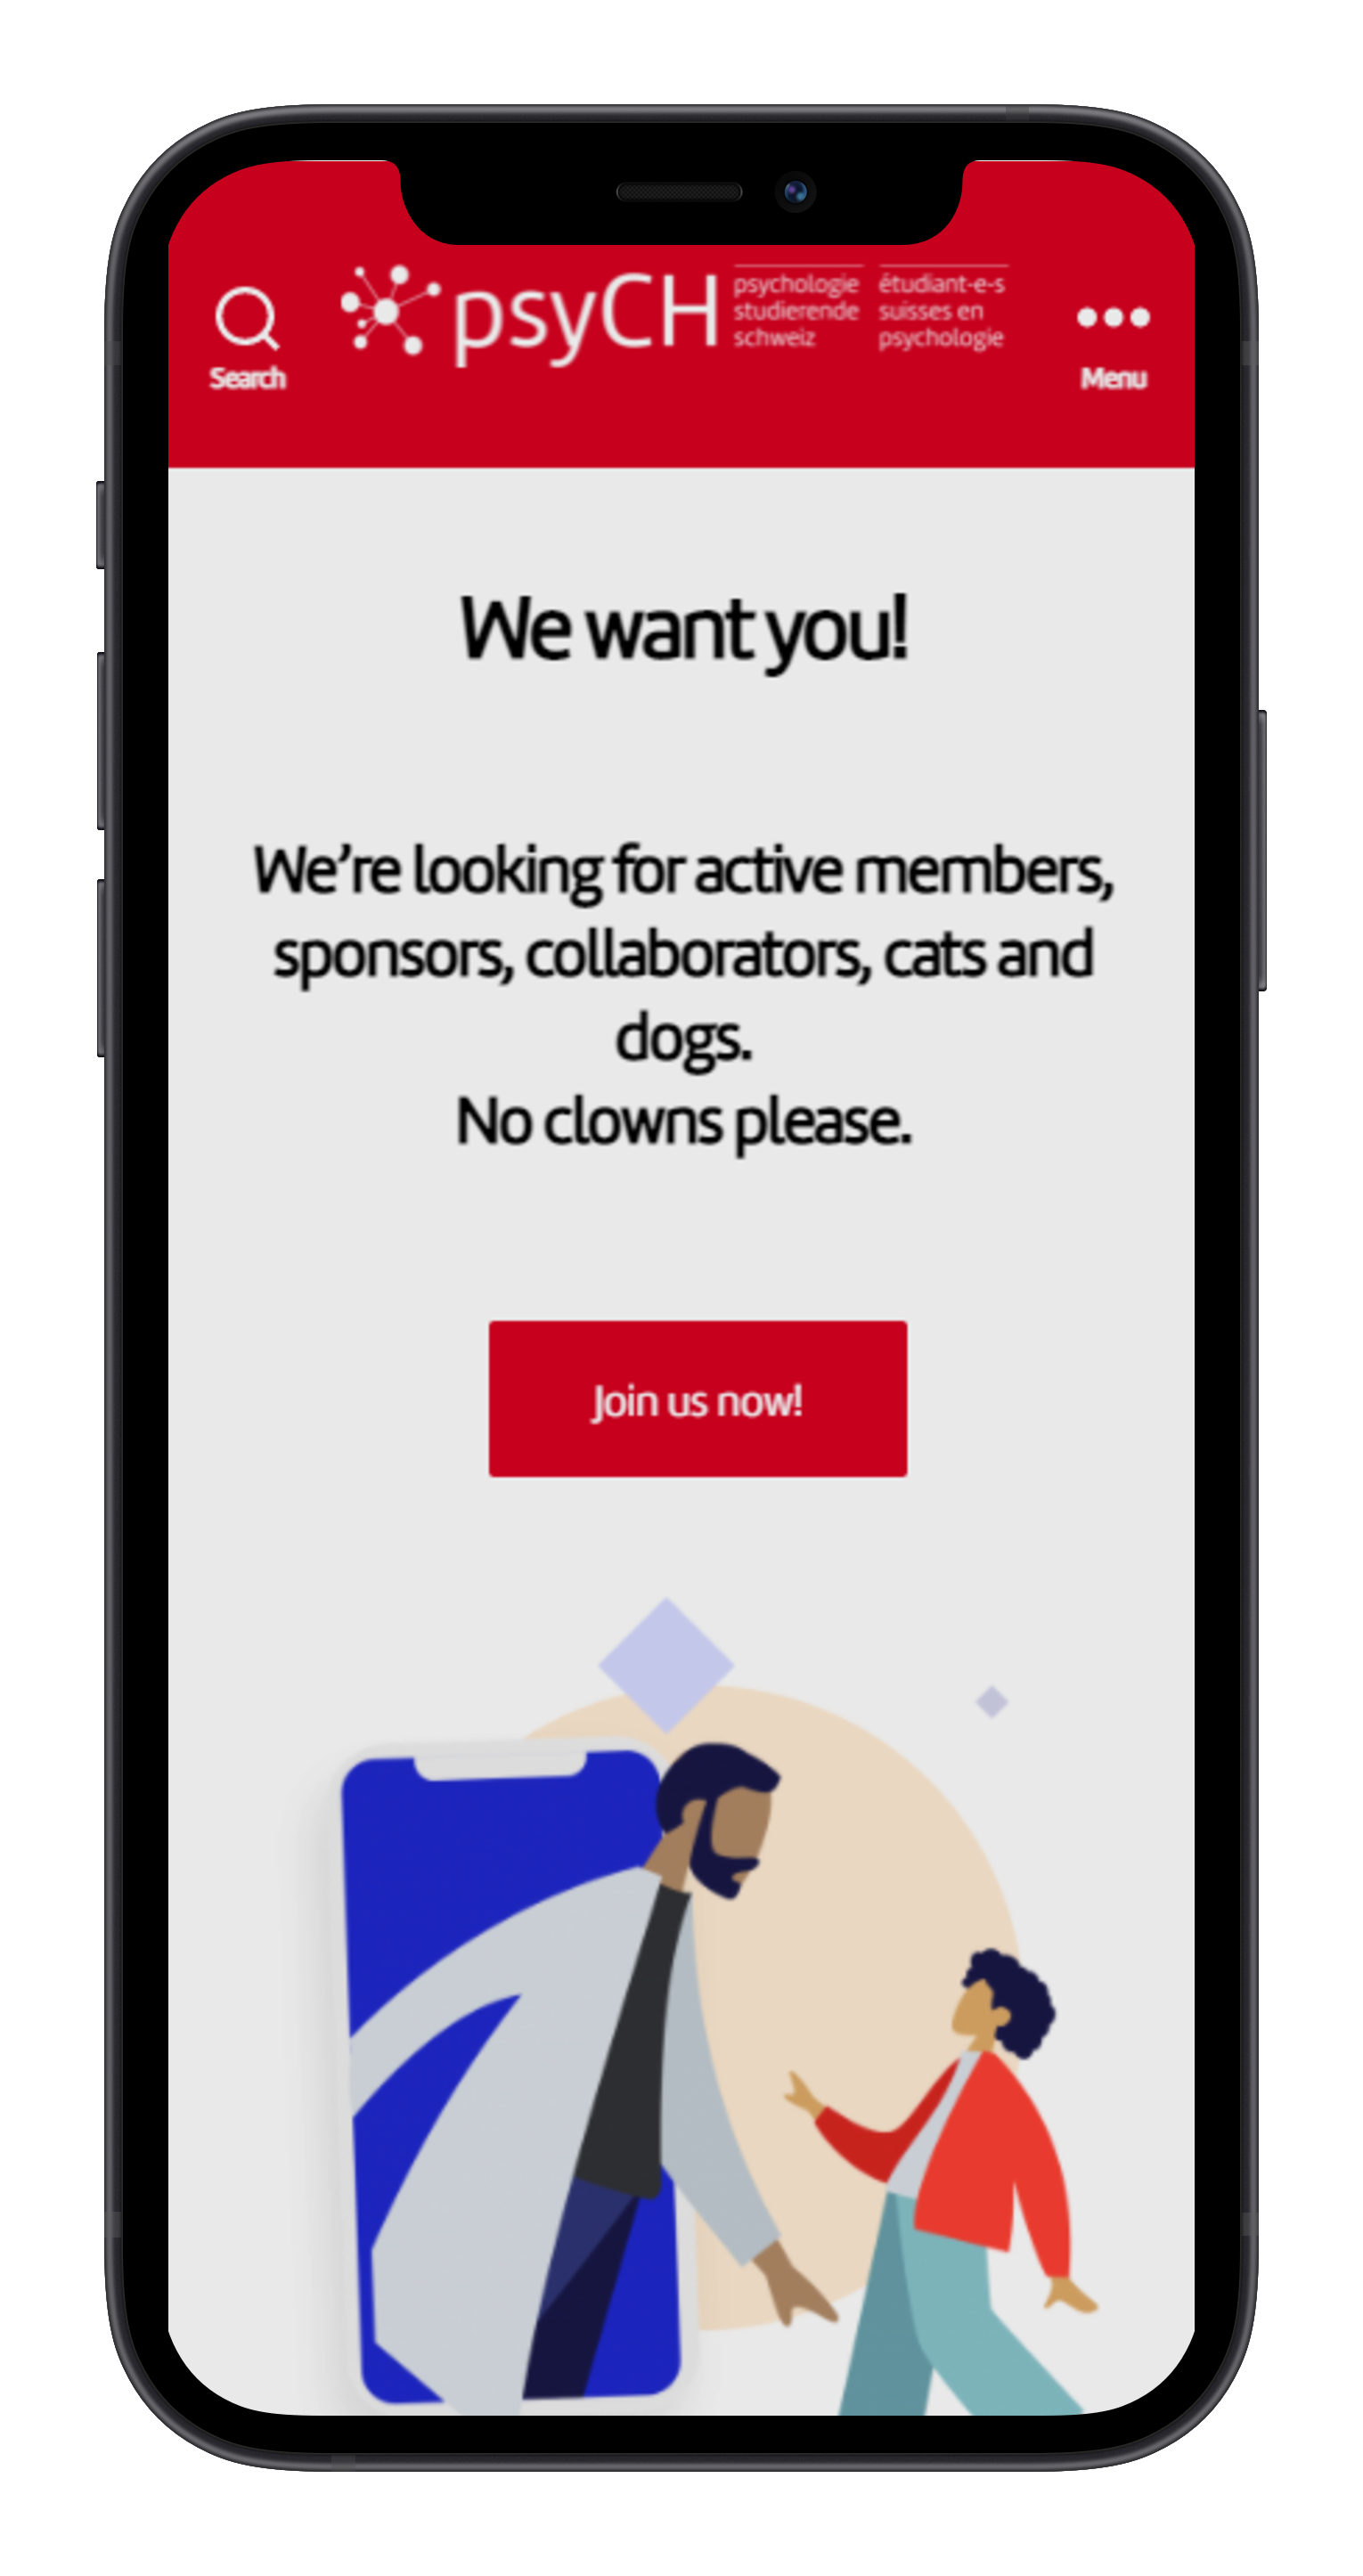 psyCH
psychologie
studierende
schweiz
étudiant-e-s
suisses en
psychologie
Search
Menu
We want you!
We’re looking for active members,
sponsors, collaborators, cats and
dogs.
No clowns please.
Join us now!